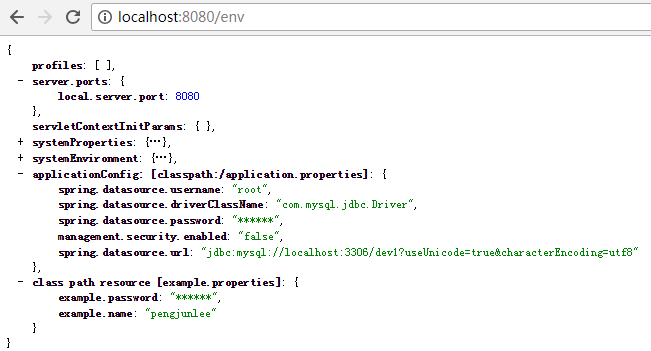 localhost:8080/env
{
profiles: [ ],
- server.ports: {
local.server.port: 8080
},
servletContextInitParams: { },
+ systemProperties: {…},
+ systemEnvironment: {…},
- applicationConfig: [classpath:/application.properties]: {
spring.datasource.username: "root",
spring.datasource.driverClassName: "com.mysql.jdbc.Driver",
spring.datasource.password: "******",
management.security.enabled: "false",
spring.datasource.url: "jdbc:mysql://localhost:3306/dev1?useUnicode=true&characterEncoding=utf8"
},
- class path resource [example.properties]: {
example.password: "******",
example.name: "pengjunlee"
}
}